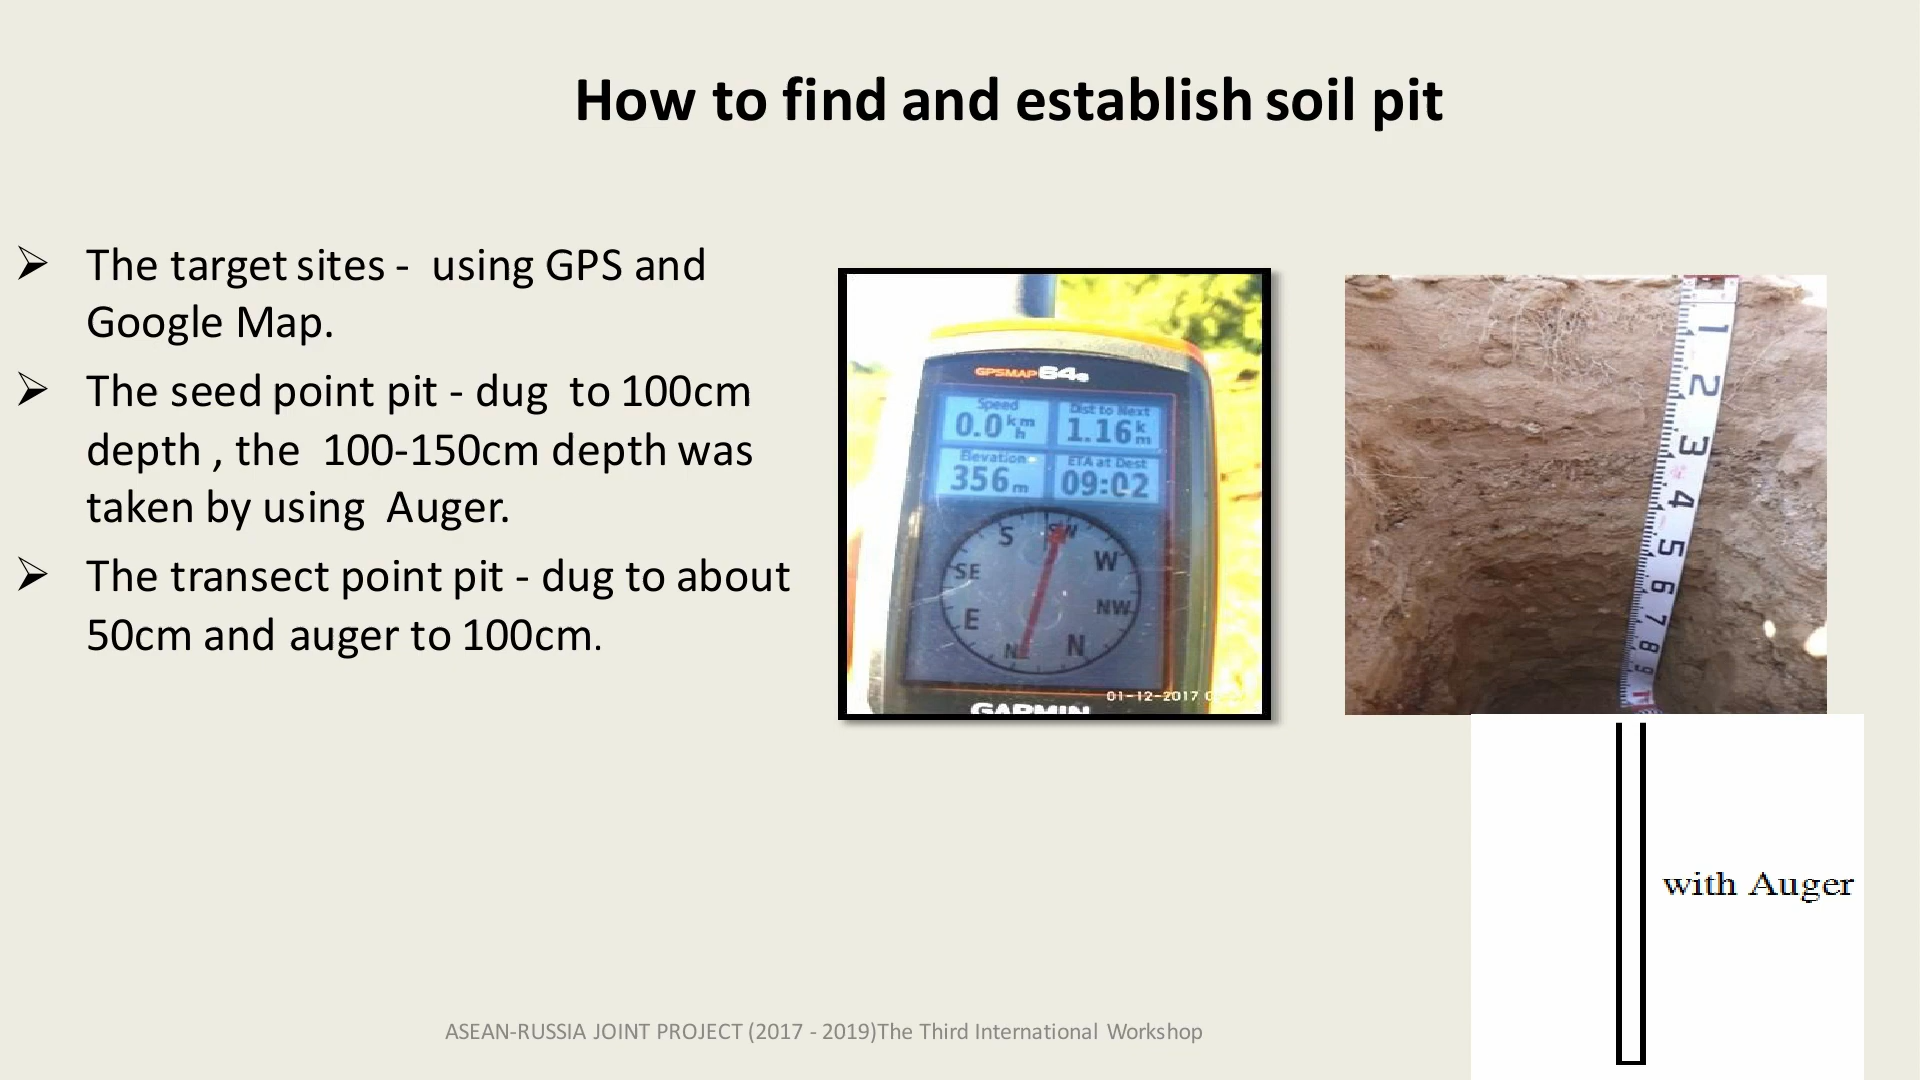 How to find and establish soil pit
➢ The target sites - using GPS and
Google Map.
➢ The seed point pit - dug to 100cm
depth , the 100-150cm depth was
taken by using Auger.
➢ The transect point pit - dug to about
50cm and auger to 100cm.
GPSMAP 64s
Speed
0.0 km/h
Dist to Next
1.16 km
Elevation
356 m
ETA at Dest
09:02
S SW W NW N NE E SE
01-12-2017
GARMIN
1
2
3
4
5
6
7
8
9
with Auger
ASEAN-RUSSIA JOINT PROJECT (2017 - 2019)The Third International Workshop